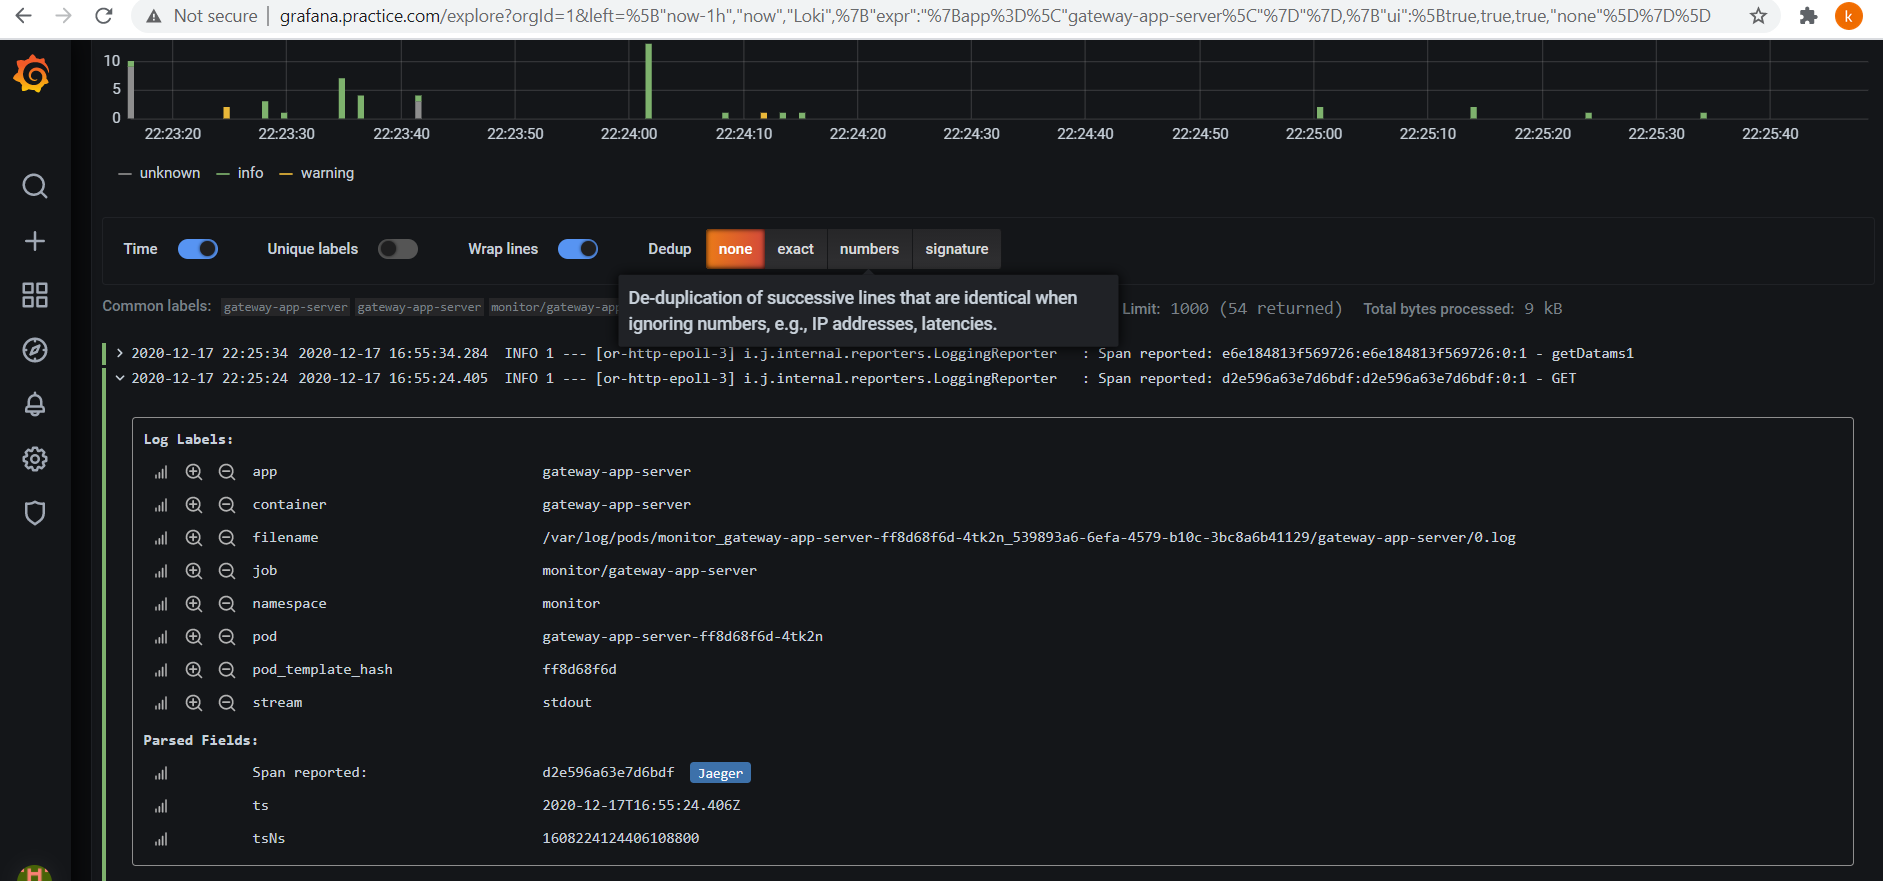 Not secure | grafana.practice.com/explore?orgId=1&left=%5B"now-1h","now","Loki",%7B"expr":"%7Bapp%3D%5C"gateway-app-server%5C"%7D"%7D,%7B"ui":%5Btrue,true,true,"none"%5D%7D%5D
k
10
5
0
22:23:20 22:23:30 22:23:40 22:23:50 22:24:00 22:24:10 22:24:20 22:24:30 22:24:40 22:24:50 22:25:00 22:25:10 22:25:20 22:25:30 22:25:40
unknown info warning
Time Unique labels Wrap lines Dedup none exact numbers signature
De-duplication of successive lines that are identical when
ignoring numbers, e.g., IP addresses, latencies.
Common labels: gateway-app-server gateway-app-server monitor/gateway-app Limit: 1000 (54 returned) Total bytes processed: 9 kB
2020-12-17 22:25:34 2020-12-17 16:55:34.284 INFO 1 --- [or-http-epoll-3] i.j.internal.reporters.LoggingReporter : Span reported: e6e184813f569726:e6e184813f569726:0:1 - getDatams1
2020-12-17 22:25:24 2020-12-17 16:55:24.405 INFO 1 --- [or-http-epoll-3] i.j.internal.reporters.LoggingReporter : Span reported: d2e596a63e7d6bdf:d2e596a63e7d6bdf:0:1 - GET
Log Labels:
app gateway-app-server
container gateway-app-server
filename /var/log/pods/monitor_gateway-app-server-ff8d68f6d-4tk2n_539893a6-6efa-4579-b10c-3bc8a6b41129/gateway-app-server/0.log
job monitor/gateway-app-server
namespace monitor
pod gateway-app-server-ff8d68f6d-4tk2n
pod_template_hash ff8d68f6d
stream stdout
Parsed Fields:
Span reported: d2e596a63e7d6bdf Jaeger
ts 2020-12-17T16:55:24.406Z
tsNs 1608224124406108800